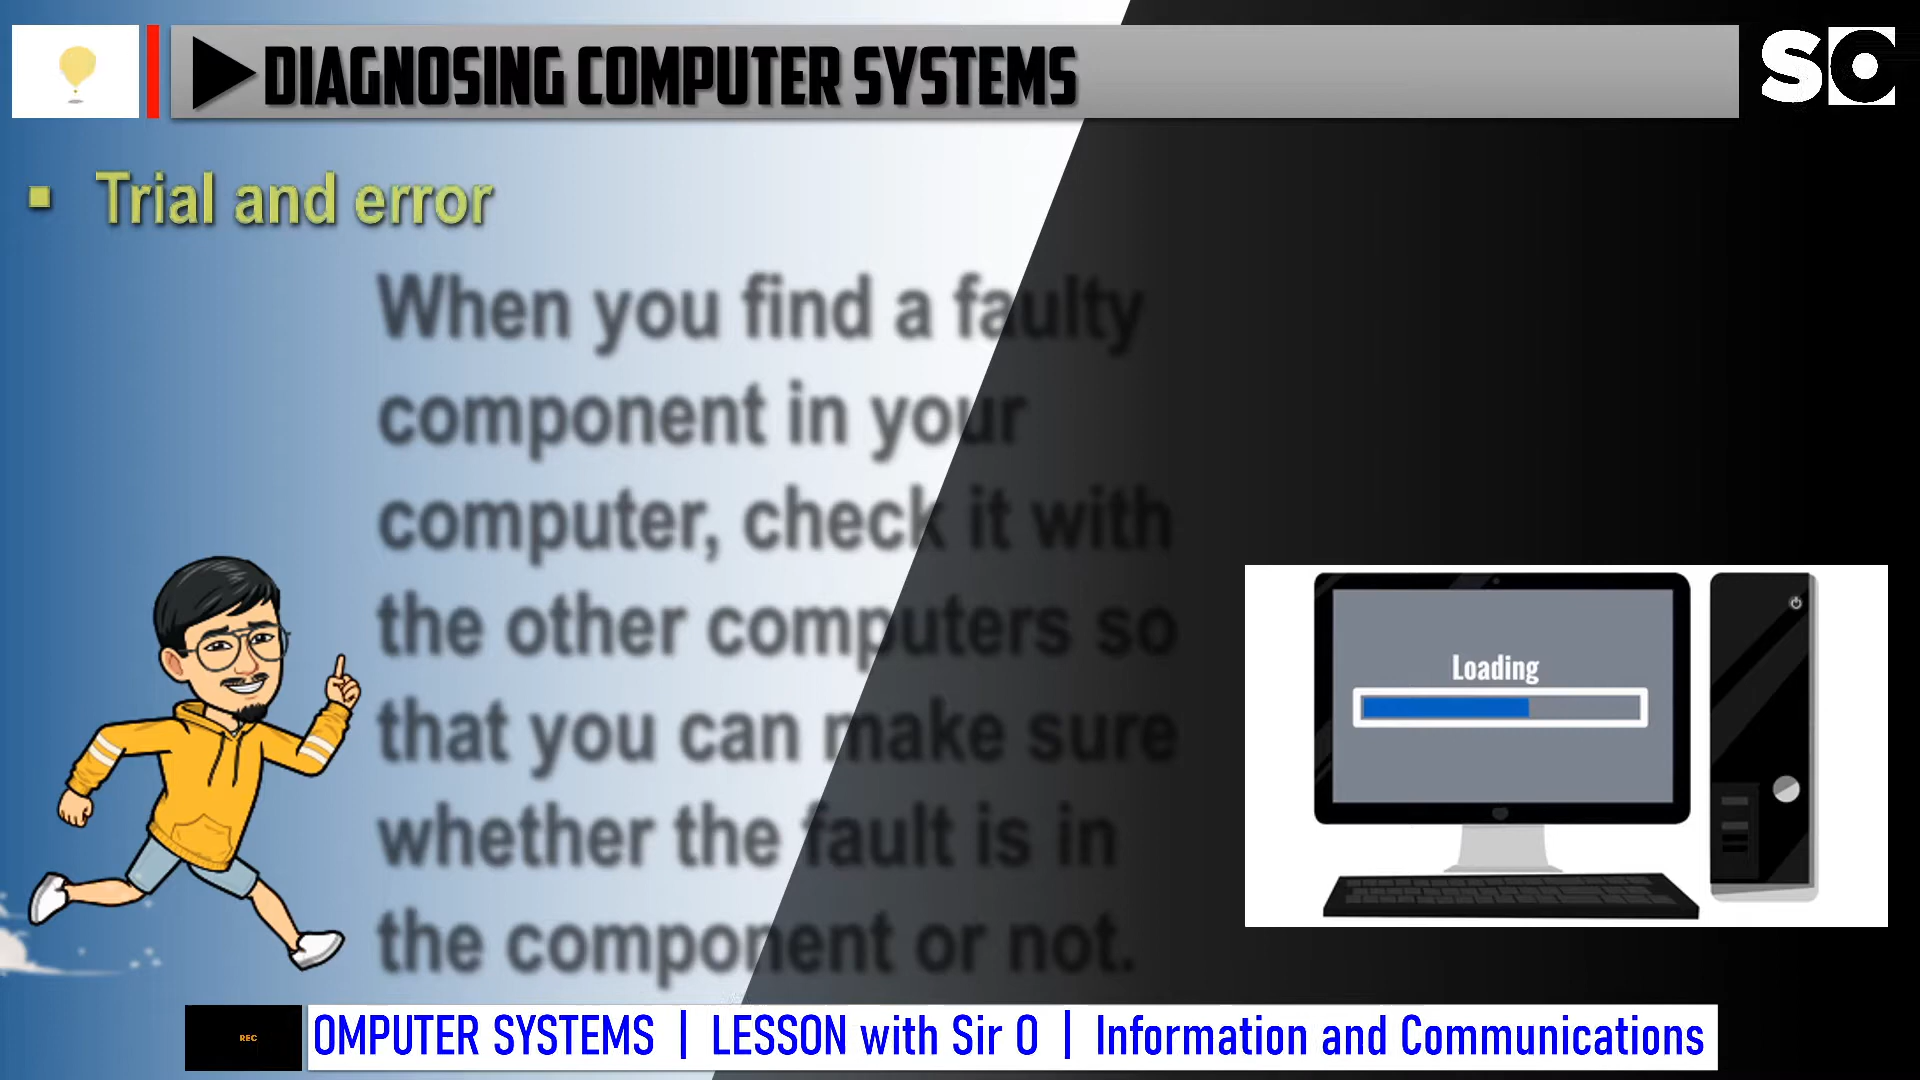 DIAGNOSING COMPUTER SYSTEMS
SO
Trial and error
When you find a faulty
component in your
computer, check it with
the other computers so
that you can make sure
whether the fault is in
the component or not.
Loading
REC
OMPUTER SYSTEMS | LESSON with Sir O | Information and Communications